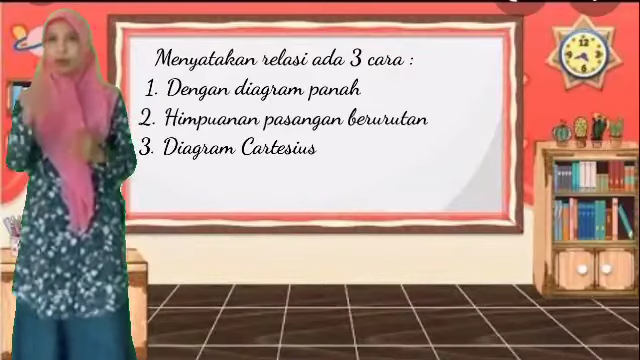 Menyatakan relasi ada 3 cara :
1. Dengan diagram panah
2. Himpuanan pasangan berurutan
3. Diagram Cartesius